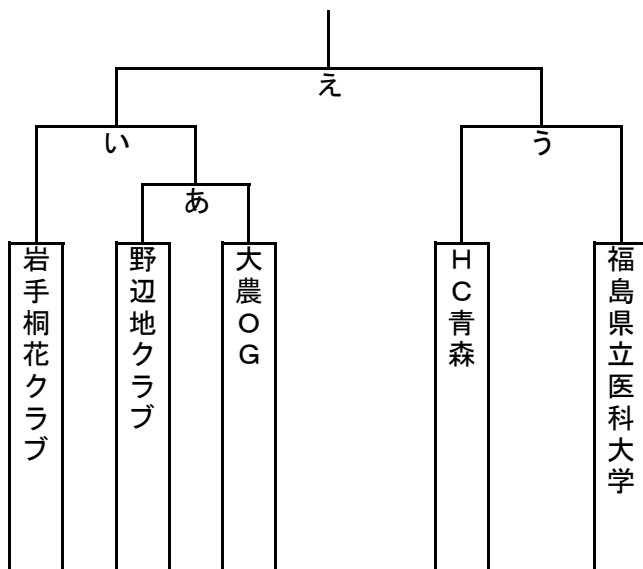 え
い
う
あ
岩手桐花クラブ
野辺地クラブ
大農OG
HC青森
福島県立医科大学